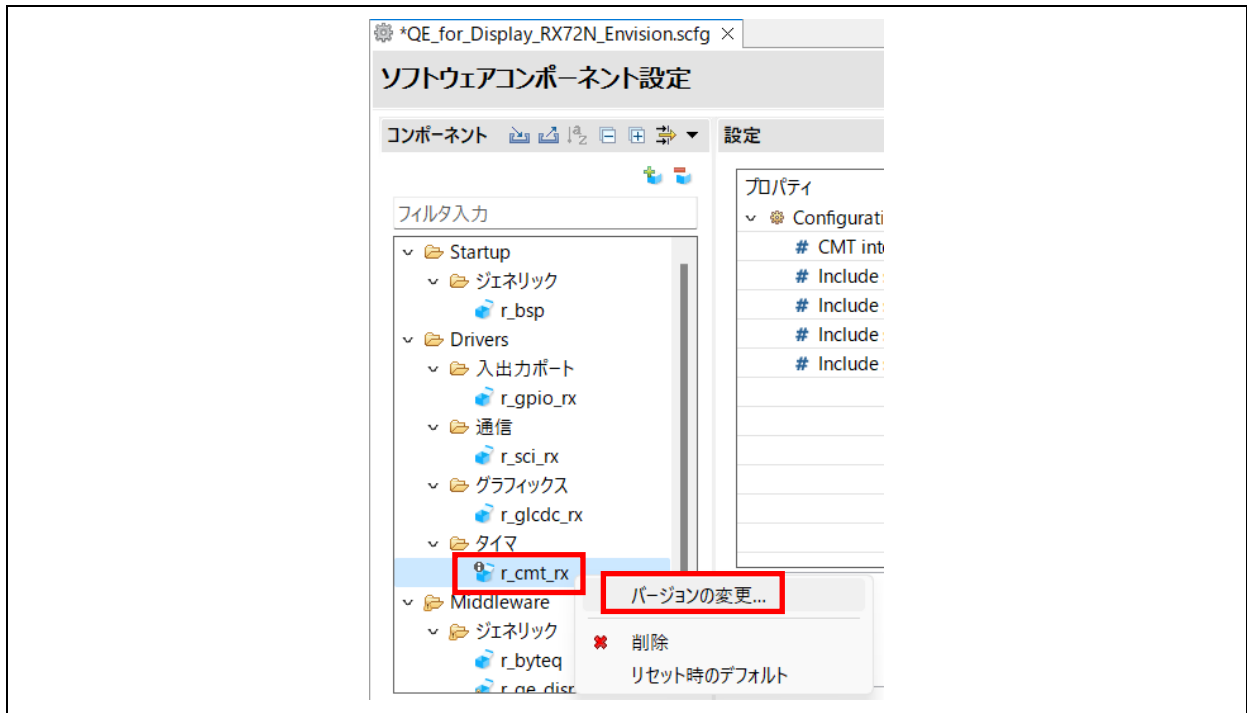 *QE_for_Display_RX72N_Envision.scfg
ソフトウェアコンポーネント設定
コンポーネント
設定
フィルタ入力
Startup
ジェネリック
r_bsp
Drivers
入出力ポート
r_gpio_rx
通信
r_sci_rx
グラフィックス
r_glcdc_rx
タイマ
r_cmt_rx
Middleware
ジェネリック
r_byteq
プロパティ
# CMT
# Include
# Include
# Include
# Include
バージョンの変更...
削除
リセット時のデフォルト